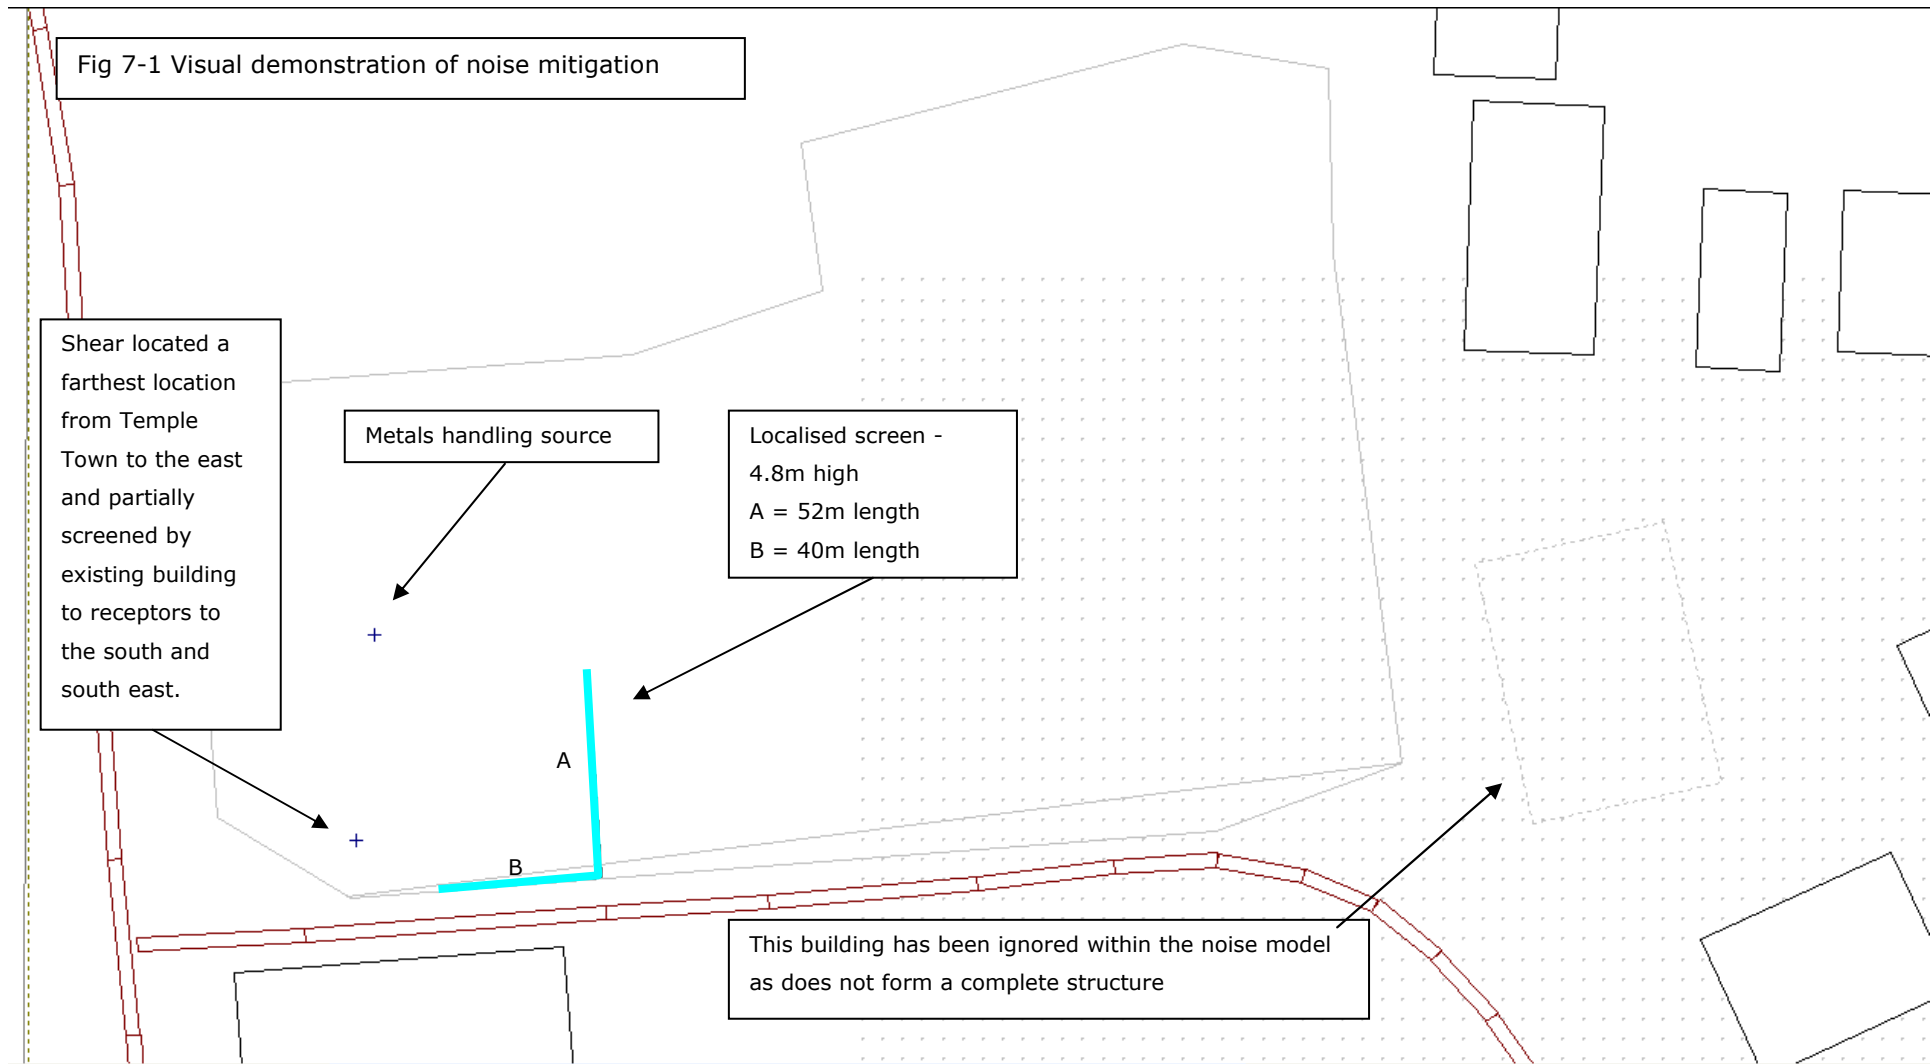 Fig 7-1 Visual demonstration of noise mitigation
Shear located a
farthest location
from Temple
Town to the east
and partially
screened by
existing building
to receptors to
the south and
south east.
Metals handling source
Localised screen -
4.8m high
A = 52m length
B = 40m length
A
B
This building has been ignored within the noise model
as does not form a complete structure